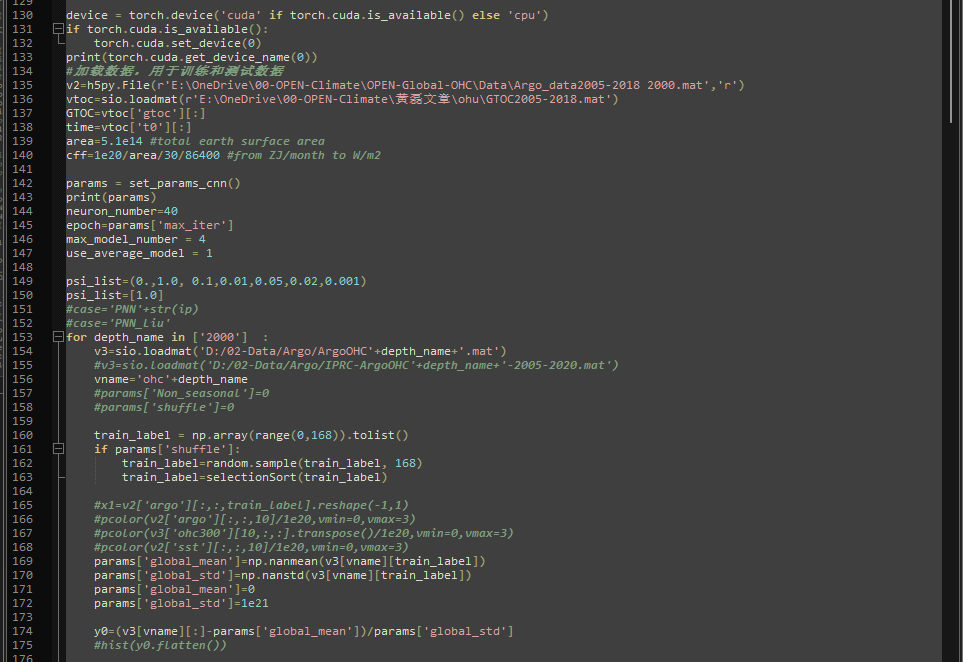 129
130 device = torch.device('cuda' if torch.cuda.is_available() else 'cpu')
131 if torch.cuda.is_available():
132     torch.cuda.set_device(0)
133 print(torch.cuda.get_device_name(0))
134 #加载数据，用于训练和测试数据
135 v2=h5py.File(r'E:\OneDrive\00-OPEN-Climate\OPEN-Global-OHC\Data\Argo_data2005-2018 2000.mat','r')
136 vtoc=sio.loadmat(r'E:\OneDrive\00-OPEN-Climate\黄磊文章\ohu\GTOC2005-2018.mat')
137 GTOC=vtoc['gtoc'][:]
138 time=vtoc['t0'][:]
139 area=5.1e14 #total earth surface area
140 cff=1e20/area/30/86400 #from ZJ/month to W/m2
141
142 params = set_params_cnn()
143 print(params)
144 neuron_number=40
145 epoch=params['max_iter']
146 max_model_number = 4
147 use_average_model = 1
148
149 psi_list=(0.,1.0, 0.1,0.01,0.05,0.02,0.001)
150 psi_list=[1.0]
151 #case='PNN'+str(ip)
152 #case='PNN_Liu'
153 for depth_name in ['2000']  :
154     v3=sio.loadmat('D:/02-Data/Argo/ArgoOHC'+depth_name+'.mat')
155     #v3=sio.loadmat('D:/02-Data/Argo/IPRC-ArgoOHC'+depth_name+'-2005-2020.mat')
156     vname='ohc'+depth_name
157     #params['Non_seasonal']=0
158     #params['shuffle']=0
159
160     train_label = np.array(range(0,168)).tolist()
161     if params['shuffle']:
162         train_label=random.sample(train_label, 168)
163         train_label=selectionSort(train_label)
164
165     #x1=v2['argo'][:,:,train_label].reshape(-1,1)
166     #pcolor(v2['argo'][:,:,10]/1e20,vmin=0,vmax=3)
167     #pcolor(v3['ohc300'][10,:,:].transpose()/1e20,vmin=0,vmax=3)
168     #pcolor(v2['sst'][:,:,10]/1e20,vmin=0,vmax=3)
169     params['global_mean']=np.nanmean(v3[vname][train_label])
170     params['global_std']=np.nanstd(v3[vname][train_label])
171     params['global_mean']=0
172     params['global_std']=1e21
173
174     y0=(v3[vname][:]-params['global_mean'])/params['global_std']
175     #hist(y0.flatten())
176